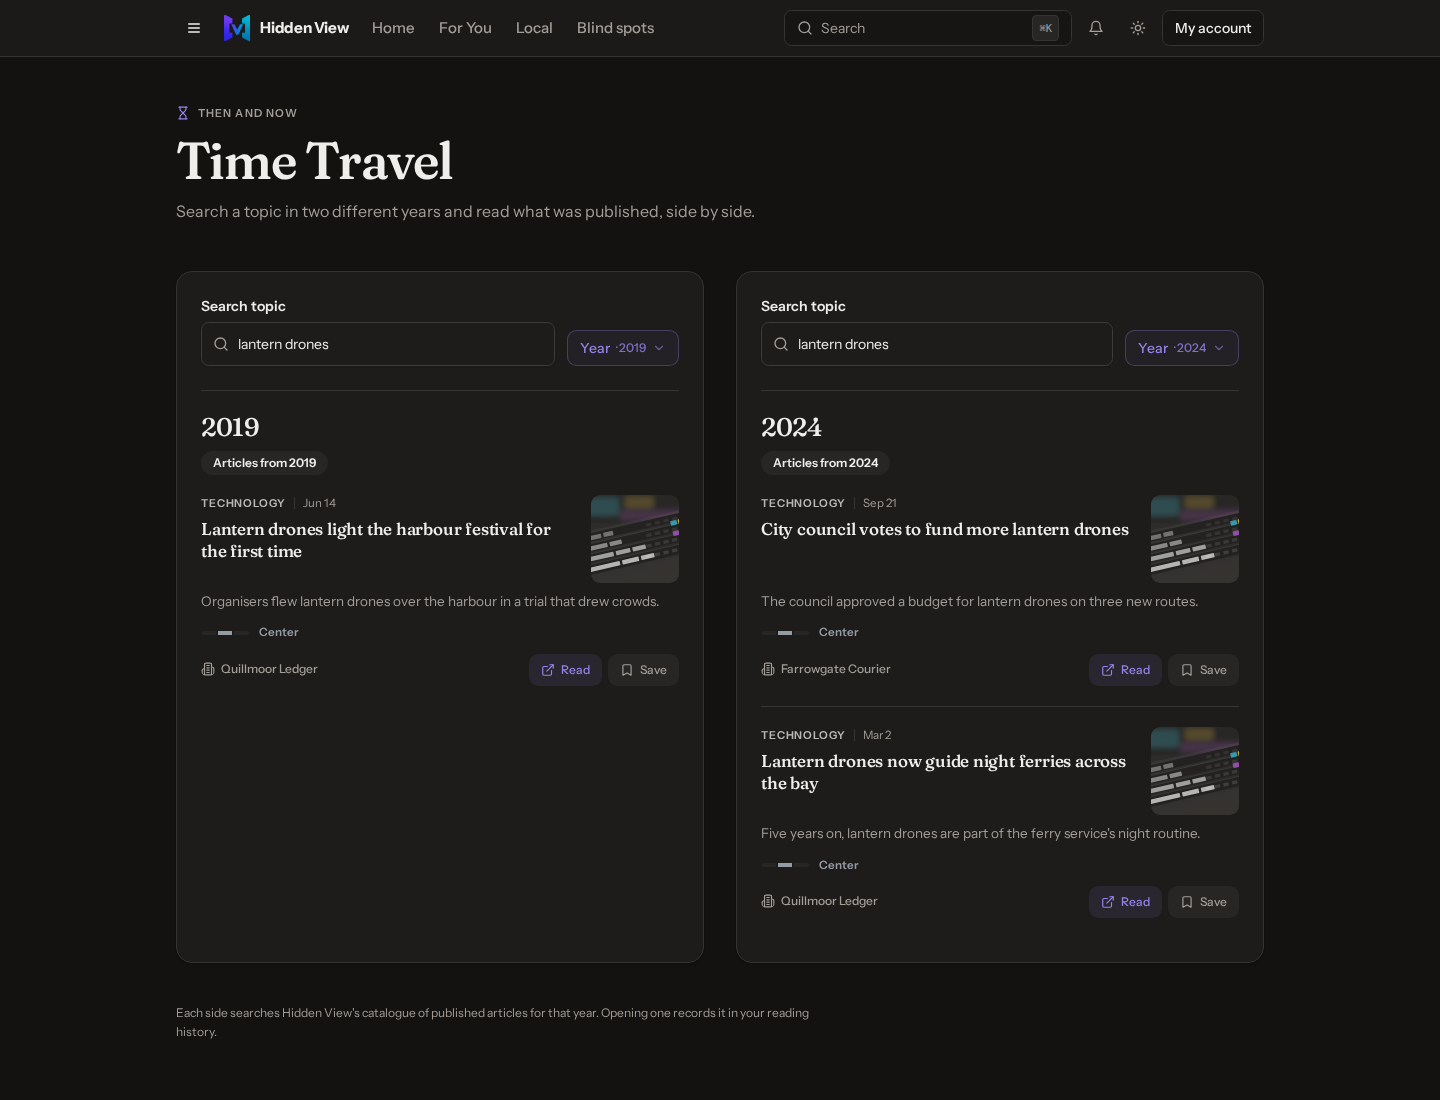 Hidden View
Home
For You
Local
Blind spots
Search
⌘K
My account
THEN AND NOW
Time Travel
Search a topic in two different years and read what was published, side by side.
Search topic
lantern drones
Year ·2019
2019
Articles from 2019
TECHNOLOGY
Jun 14
Lantern drones light the harbour festival for
the first time
Organisers flew lantern drones over the harbour in a trial that drew crowds.
Center
Quillmoor Ledger
Read
Save
Search topic
lantern drones
Year ·2024
2024
Articles from 2024
TECHNOLOGY
Sep 21
City council votes to fund more lantern drones
The council approved a budget for lantern drones on three new routes.
Center
Farrowgate Courier
Read
Save
TECHNOLOGY
Mar 2
Lantern drones now guide night ferries across
the bay
Five years on, lantern drones are part of the ferry service's night routine.
Center
Quillmoor Ledger
Read
Save
Each side searches Hidden View's catalogue of published articles for that year. Opening one records it in your reading
history.